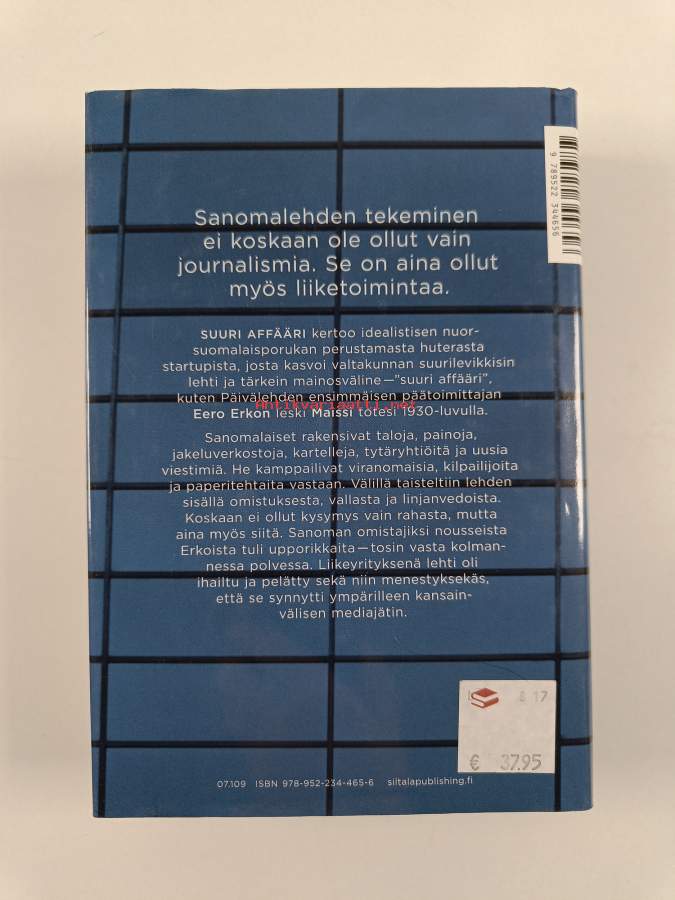 Sanomalehden tekeminen
ei koskaan ole ollut vain
journalismia. Se on aina ollut
myös liiketoimintaa.
SUURI AFFÄÄRI kertoo idealistisen nuor-
suomalaisporukan perustamasta huterasta
startupista, josta kasvoi valtakunnan suurilevikkisin
lehti ja tärkein mainosväline—"suuri affääri",
kuten Päivälehden ensimmäisen päätoimittajan
Antikvariaatti.net
Eero Erkon leski Maissi totesi 1930-luvulla.
Sanomalaiset rakensivat taloja, painoja,
jakeluverkostoja, kartelleja, tytäryhtiöitä ja uusia
viestimiä. He kamppailivat viranomaisia, kilpailijoita
ja paperitehtaita vastaan. Välillä taisteltiin lehden
sisällä omistuksesta, vallasta ja linjanvedoista.
Koskaan ei ollut kysymys vain rahasta, mutta
aina myös siitä. Sanoman omistajiksi nousseista
Erkoista tuli upporikkaita—tosin vasta kolman-
nessa polvessa. Liikeyrityksenä lehti oli
ihailtu ja pelätty sekä niin menestyksekäs,
että se synnytti ympärilleen kansain-
välisen mediajätin.
9 789522 344656
8 17
€ 37.95
07.109 ISBN 978-952-234-465-6 siltalapublishing.fi